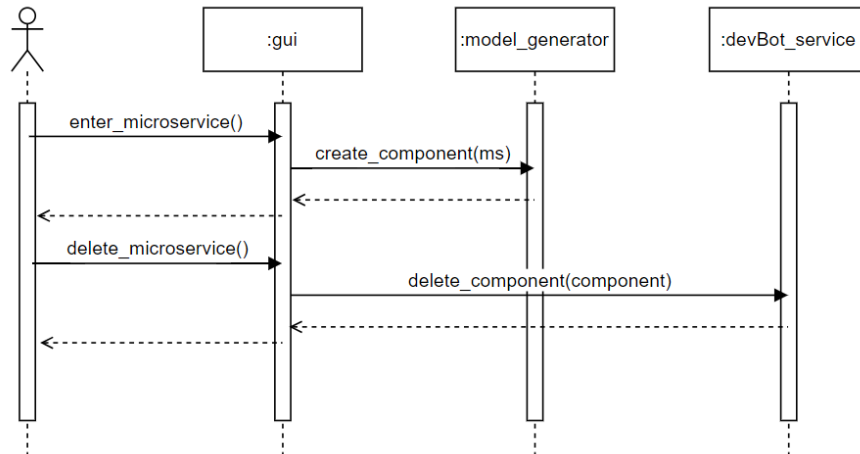 :gui
:model_generator
:devBot_service
enter_microservice()
create_component(ms)
delete_microservice()
delete_component(component)